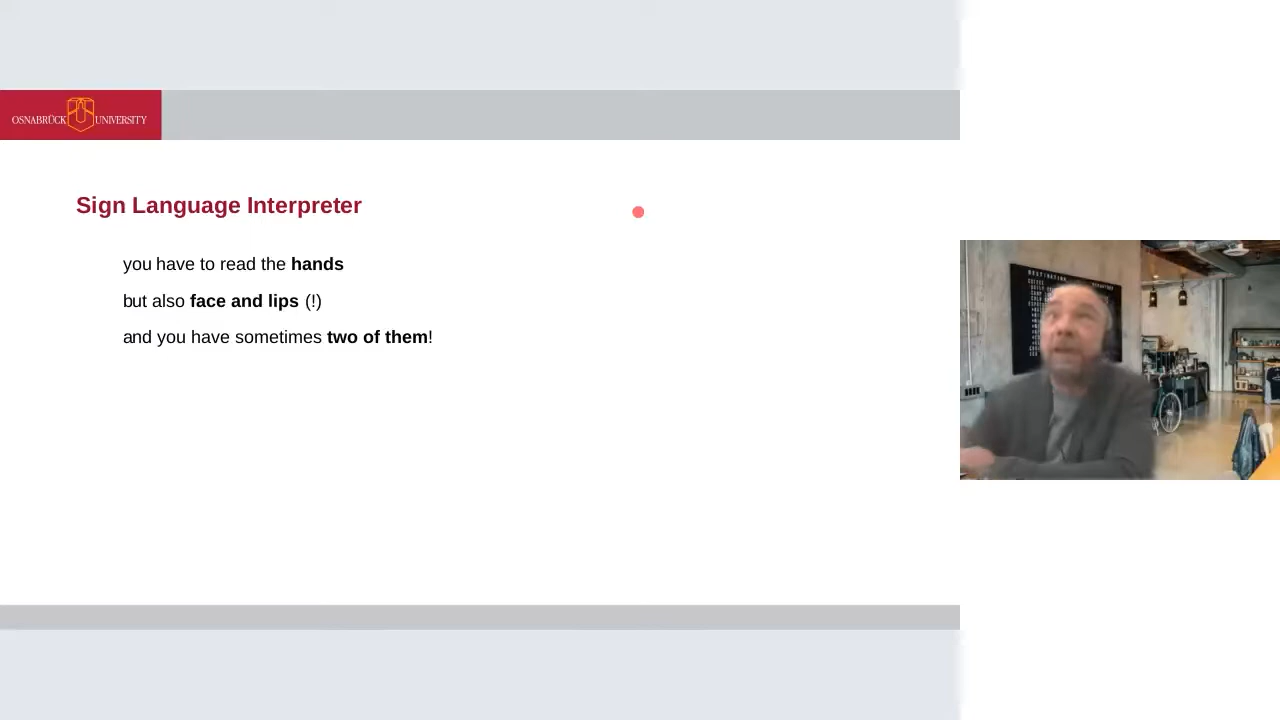 OSNABRÜCK UNIVERSITY
Sign Language Interpreter
you have to read the hands
but also face and lips (!)
and you have sometimes two of them!